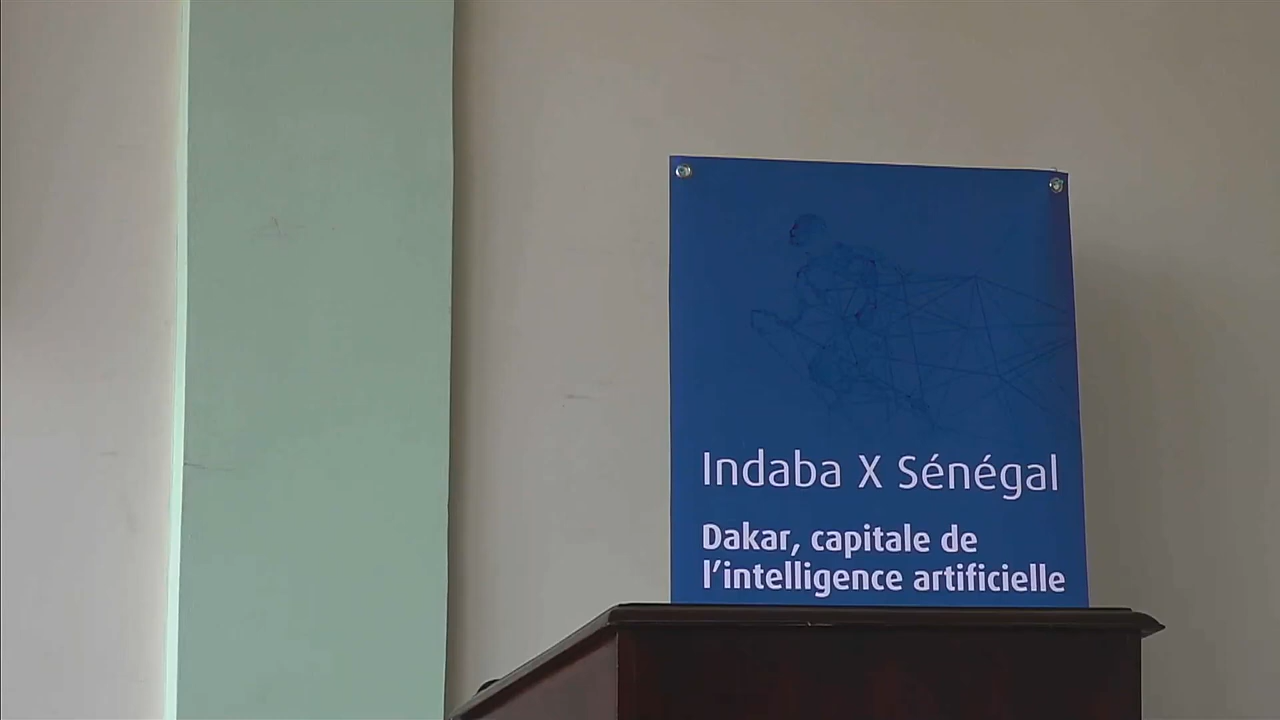 Indaba X Sénégal
Dakar, capitale de
l’intelligence artificielle